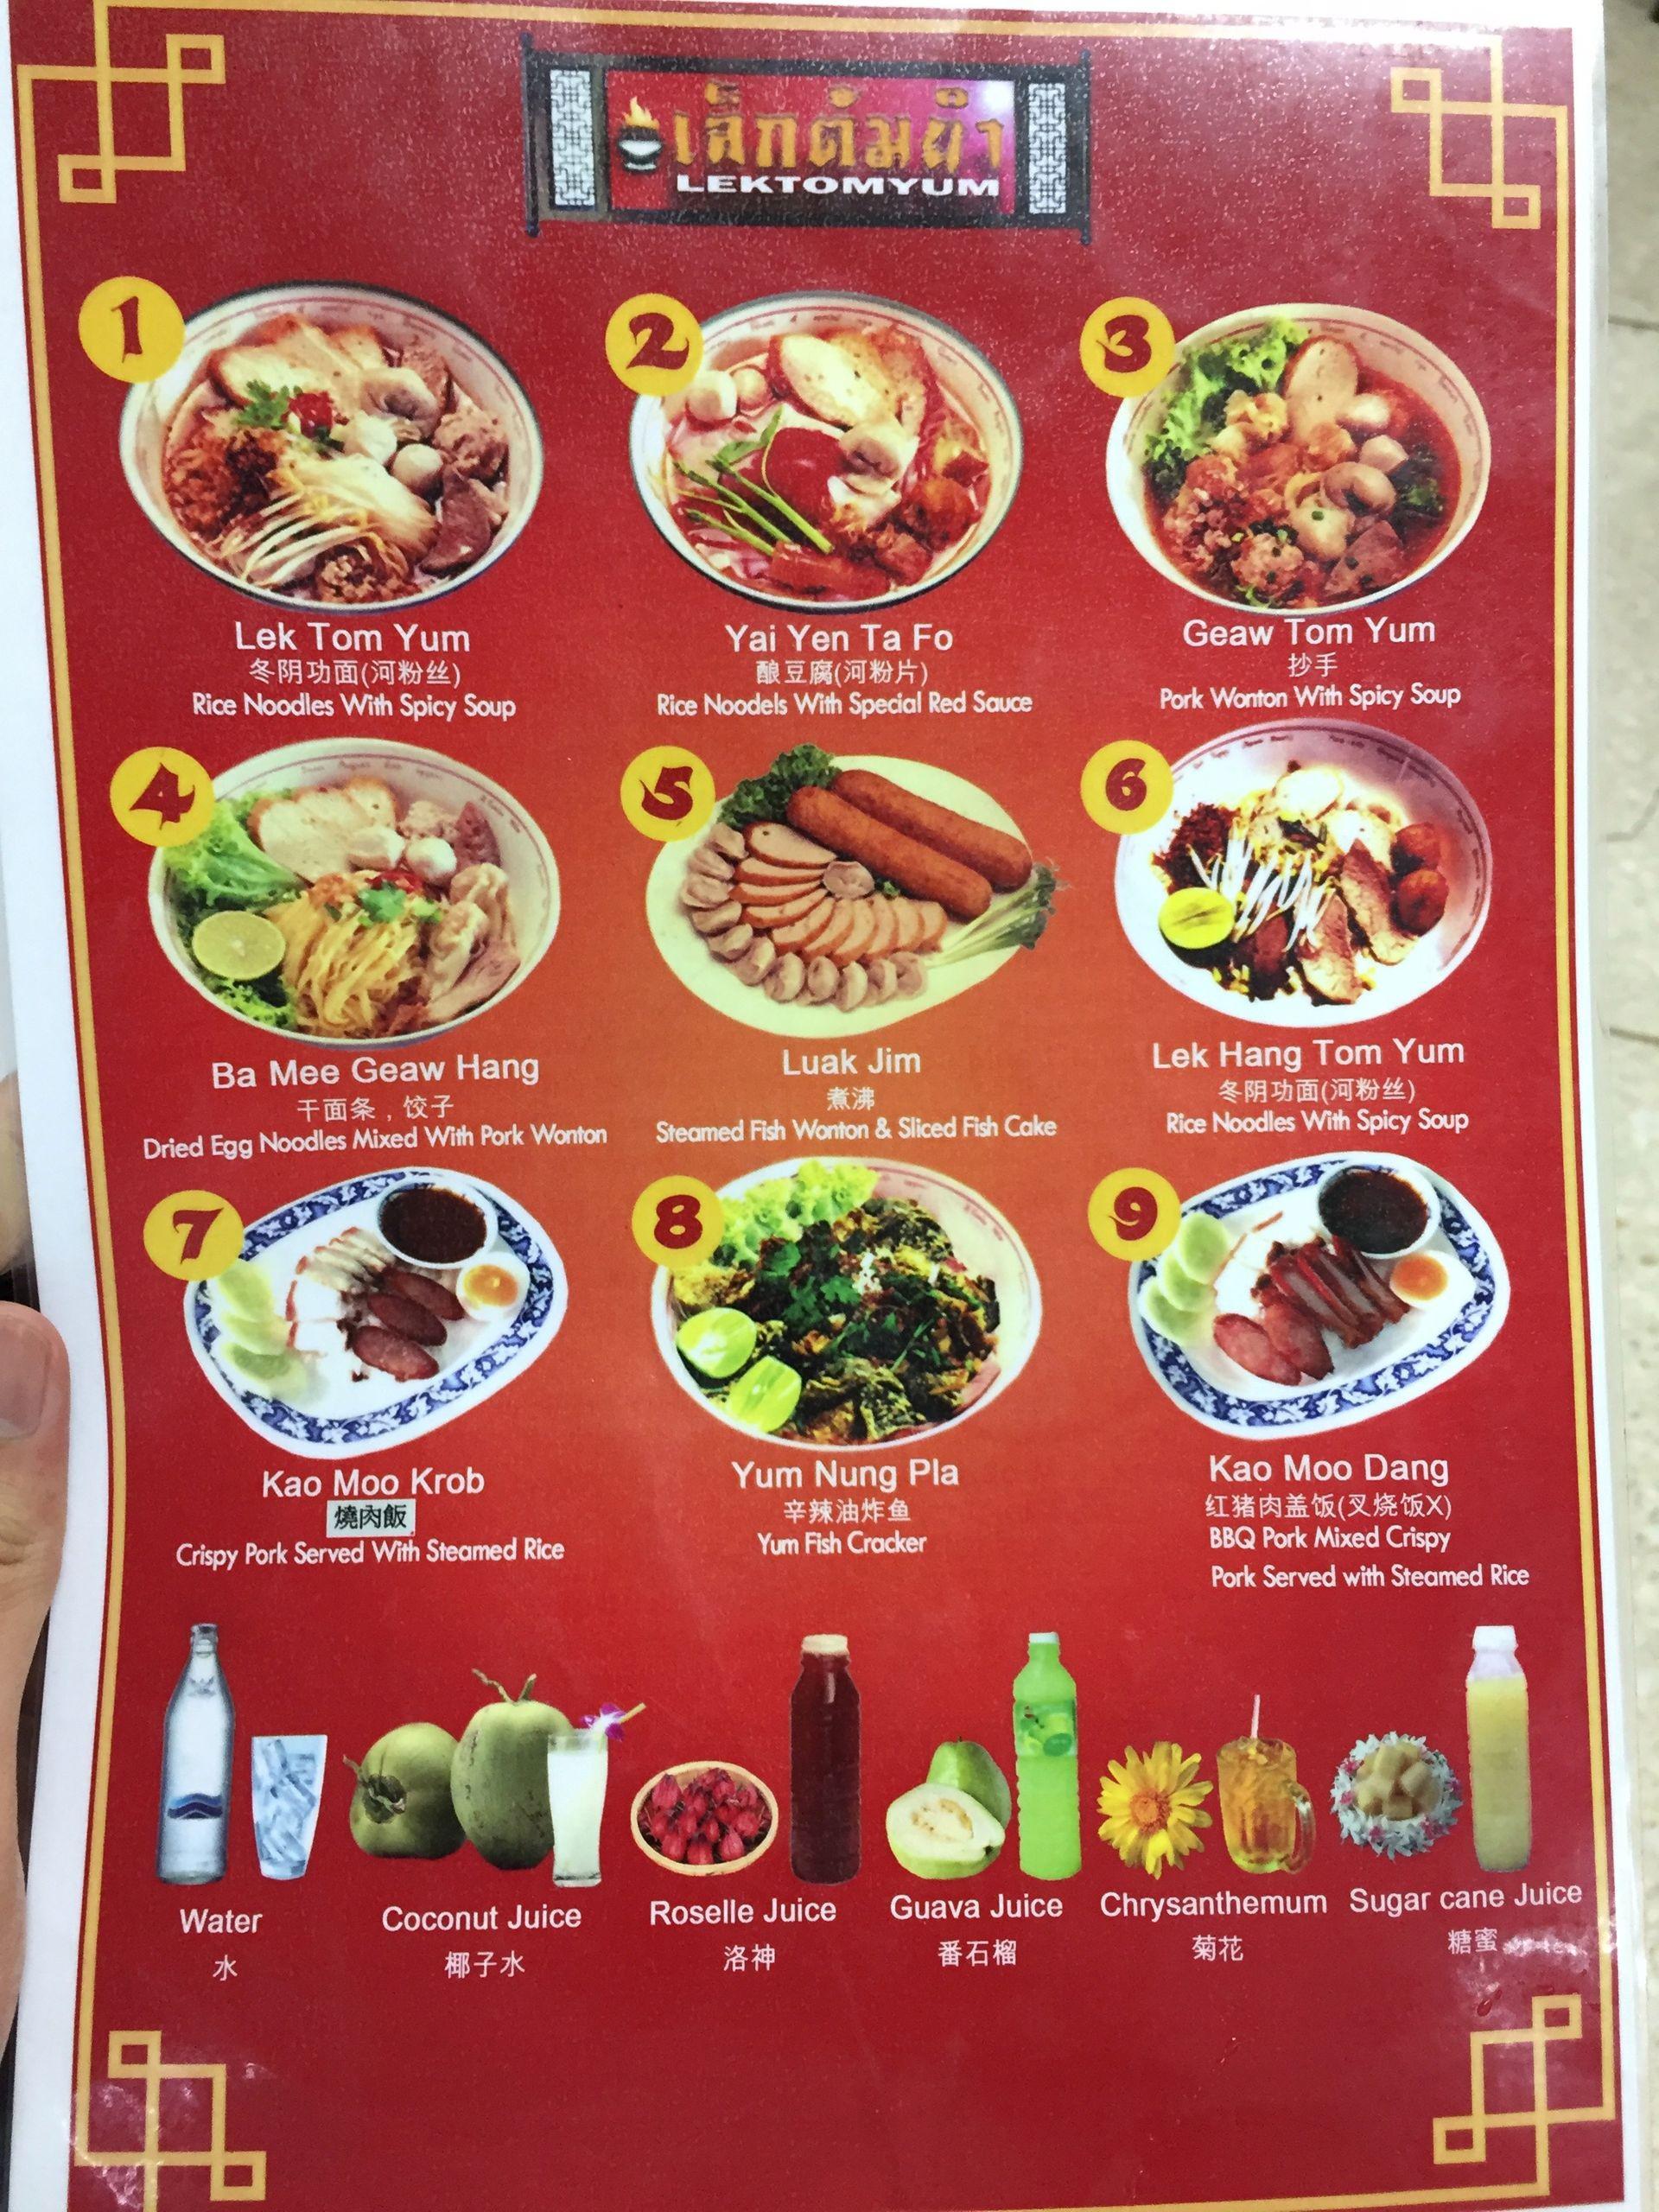 เล็กต้มยำ
LEKTOMYUM
1
2
3
Lek Tom Yum
冬阴功面(河粉丝)
Rice Noodles With Spicy Soup
Yai Yen Ta Fo
酿豆腐(河粉片)
Rice Noodels With Special Red Sauce
Geaw Tom Yum
抄手
Pork Wonton With Spicy Soup
4
5
6
Ba Mee Geaw Hang
干面条，饺子
Dried Egg Noodles Mixed With Pork Wonton
Luak Jim
煮沸
Steamed Fish Wonton & Sliced Fish Cake
Lek Hang Tom Yum
冬阴功面(河粉丝)
Rice Noodles With Spicy Soup
7
8
9
Kao Moo Krob
燒肉飯
Crispy Pork Served With Steamed Rice
Yum Nung Pla
辛辣油炸鱼
Yum Fish Cracker
Kao Moo Dang
红猪肉盖饭(叉烧饭X)
BBQ Pork Mixed Crispy
Pork Served with Steamed Rice
Water
水
Coconut Juice
椰子水
Roselle Juice
洛神
Guava Juice
番石榴
Chrysanthemum
菊花
Sugar cane Juice
糖蜜